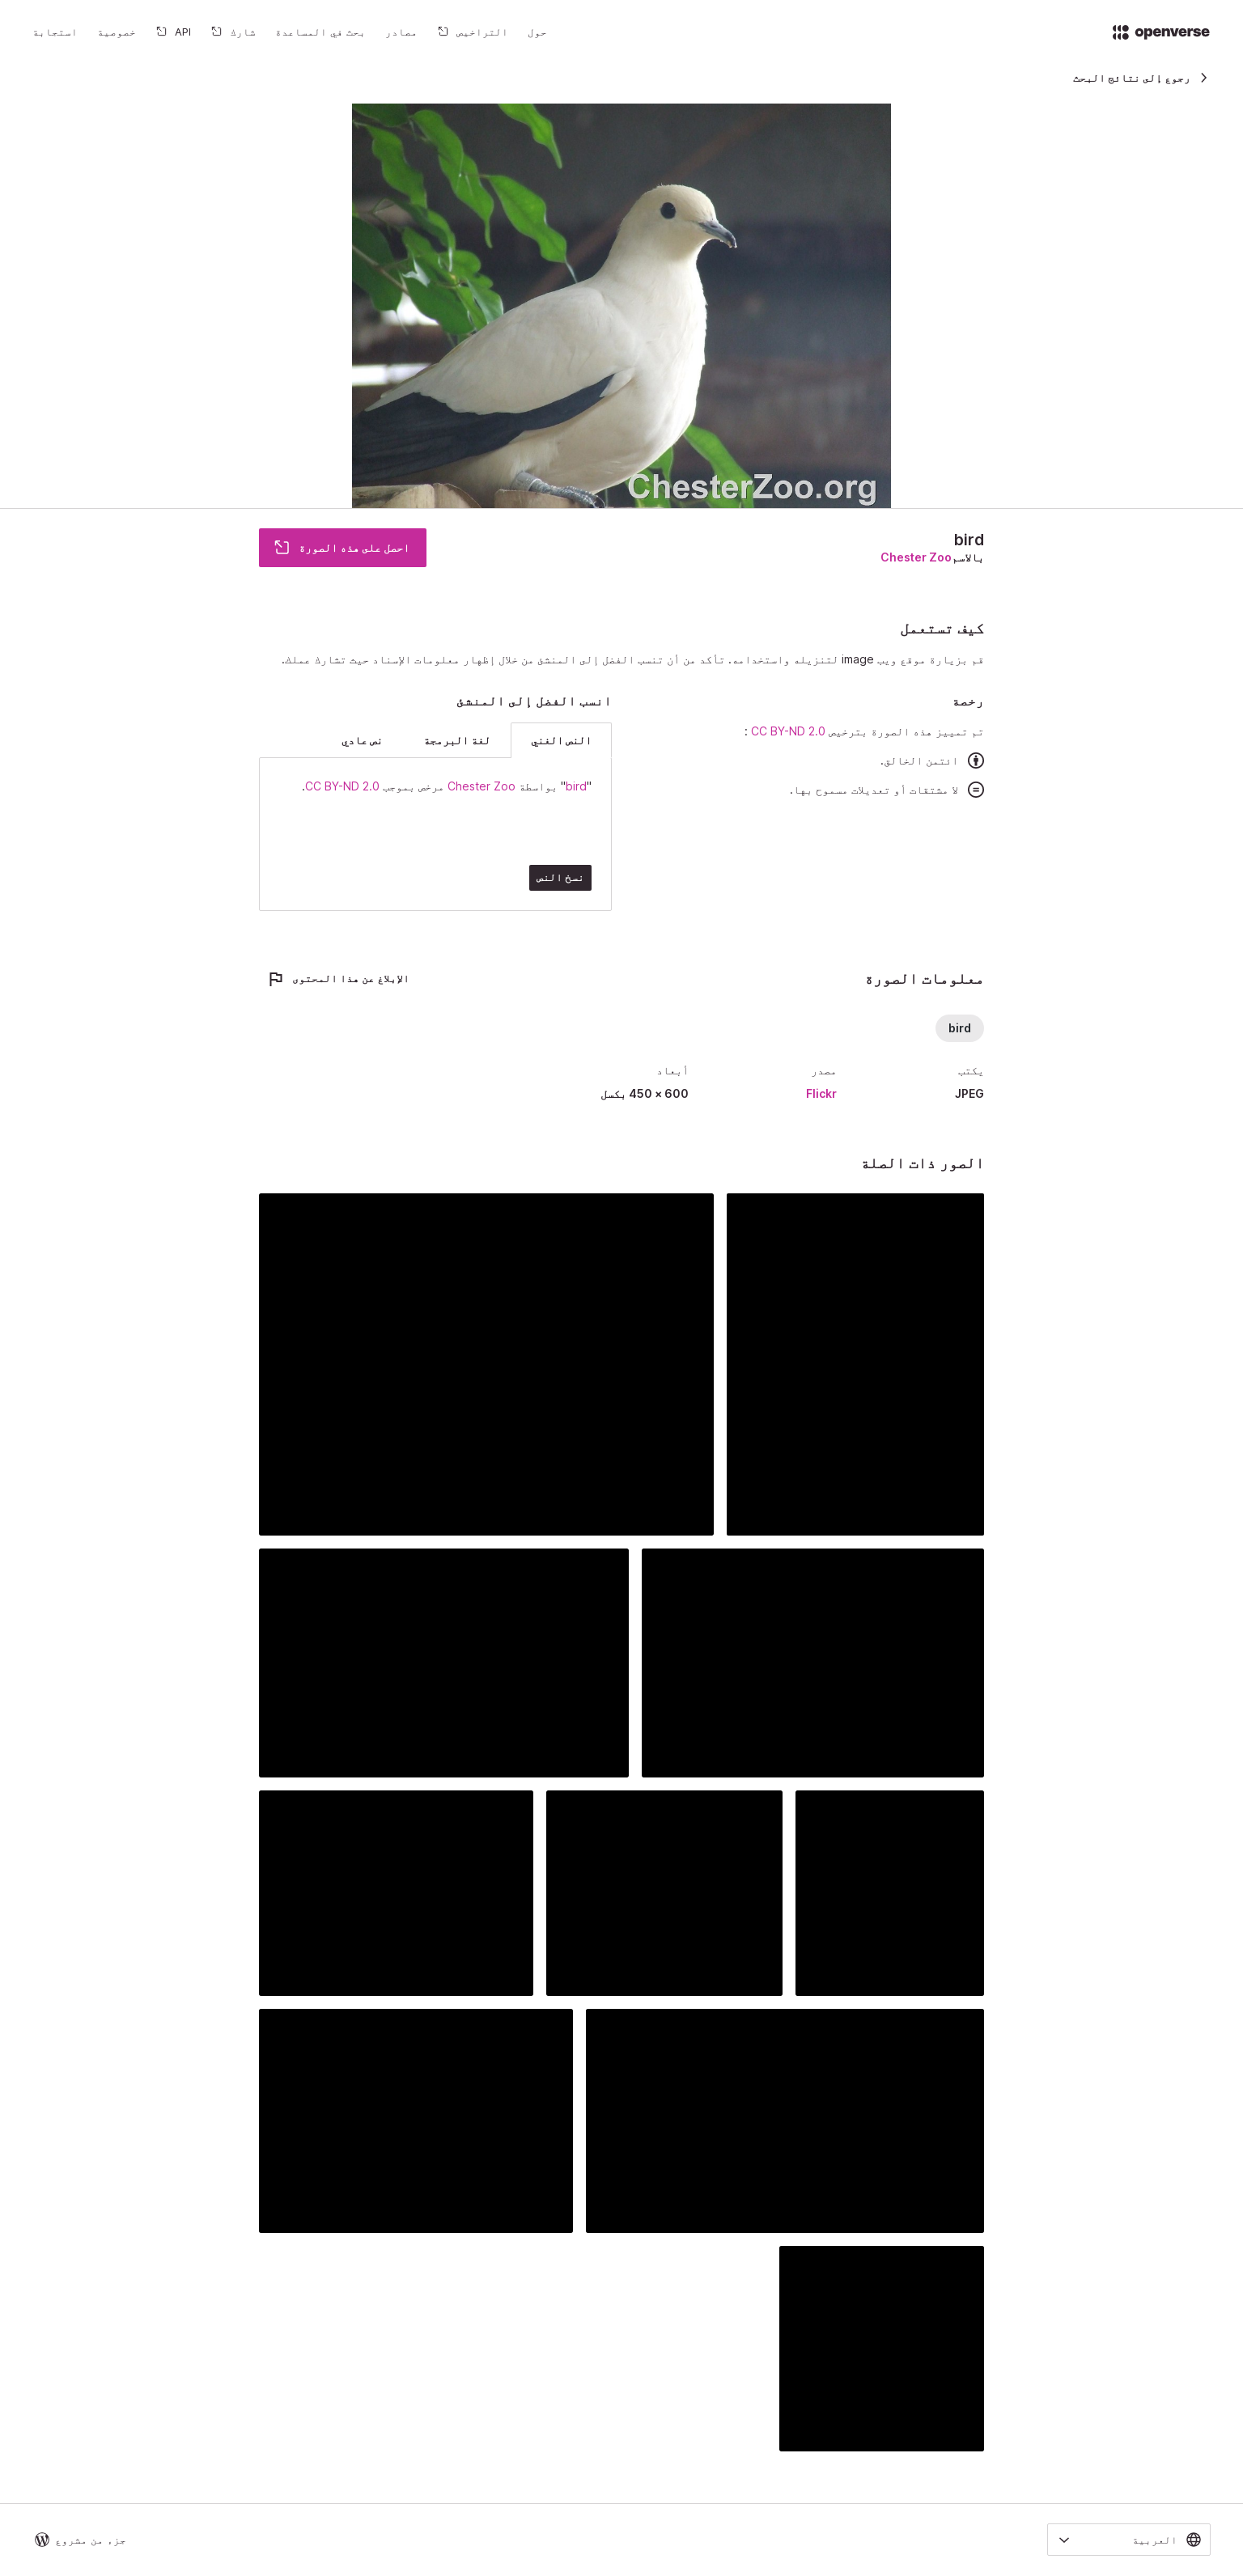 openverse
حول
التراخيص
مصادر
بحث في المساعدة
شارك
API
خصوصية
استجابة
رجوع إلى نتائج البحث
ChesterZoo.org
bird
بالاسم Chester Zoo
احصل على هذه الصورة
كيف تستعمل
قم بزيارة موقع ويب image لتنزيله واستخدامه. تأكد من أن تنسب الفضل إلى المنشئ من خلال إظهار معلومات الإسناد حيث تشارك عملك.
رخصة
تم تمييز هذه الصورة بترخيص CC BY-ND 2.0 :
ائتمن الخالق.
لا مشتقات أو تعديلات مسموح بها.
انسب الفضل إلى المنشئ
النص الغني
لغة البرمجة
نص عادي
"bird" بواسطة Chester Zoo مرخص بموجب CC BY-ND 2.0.
نسخ النص
معلومات الصورة
الإبلاغ عن هذا المحتوى
bird
يكتب
JPEG
مصدر
Flickr
أبعاد
600 × 450 بكسل
الصور ذات الصلة
العربية
جزء من مشروع